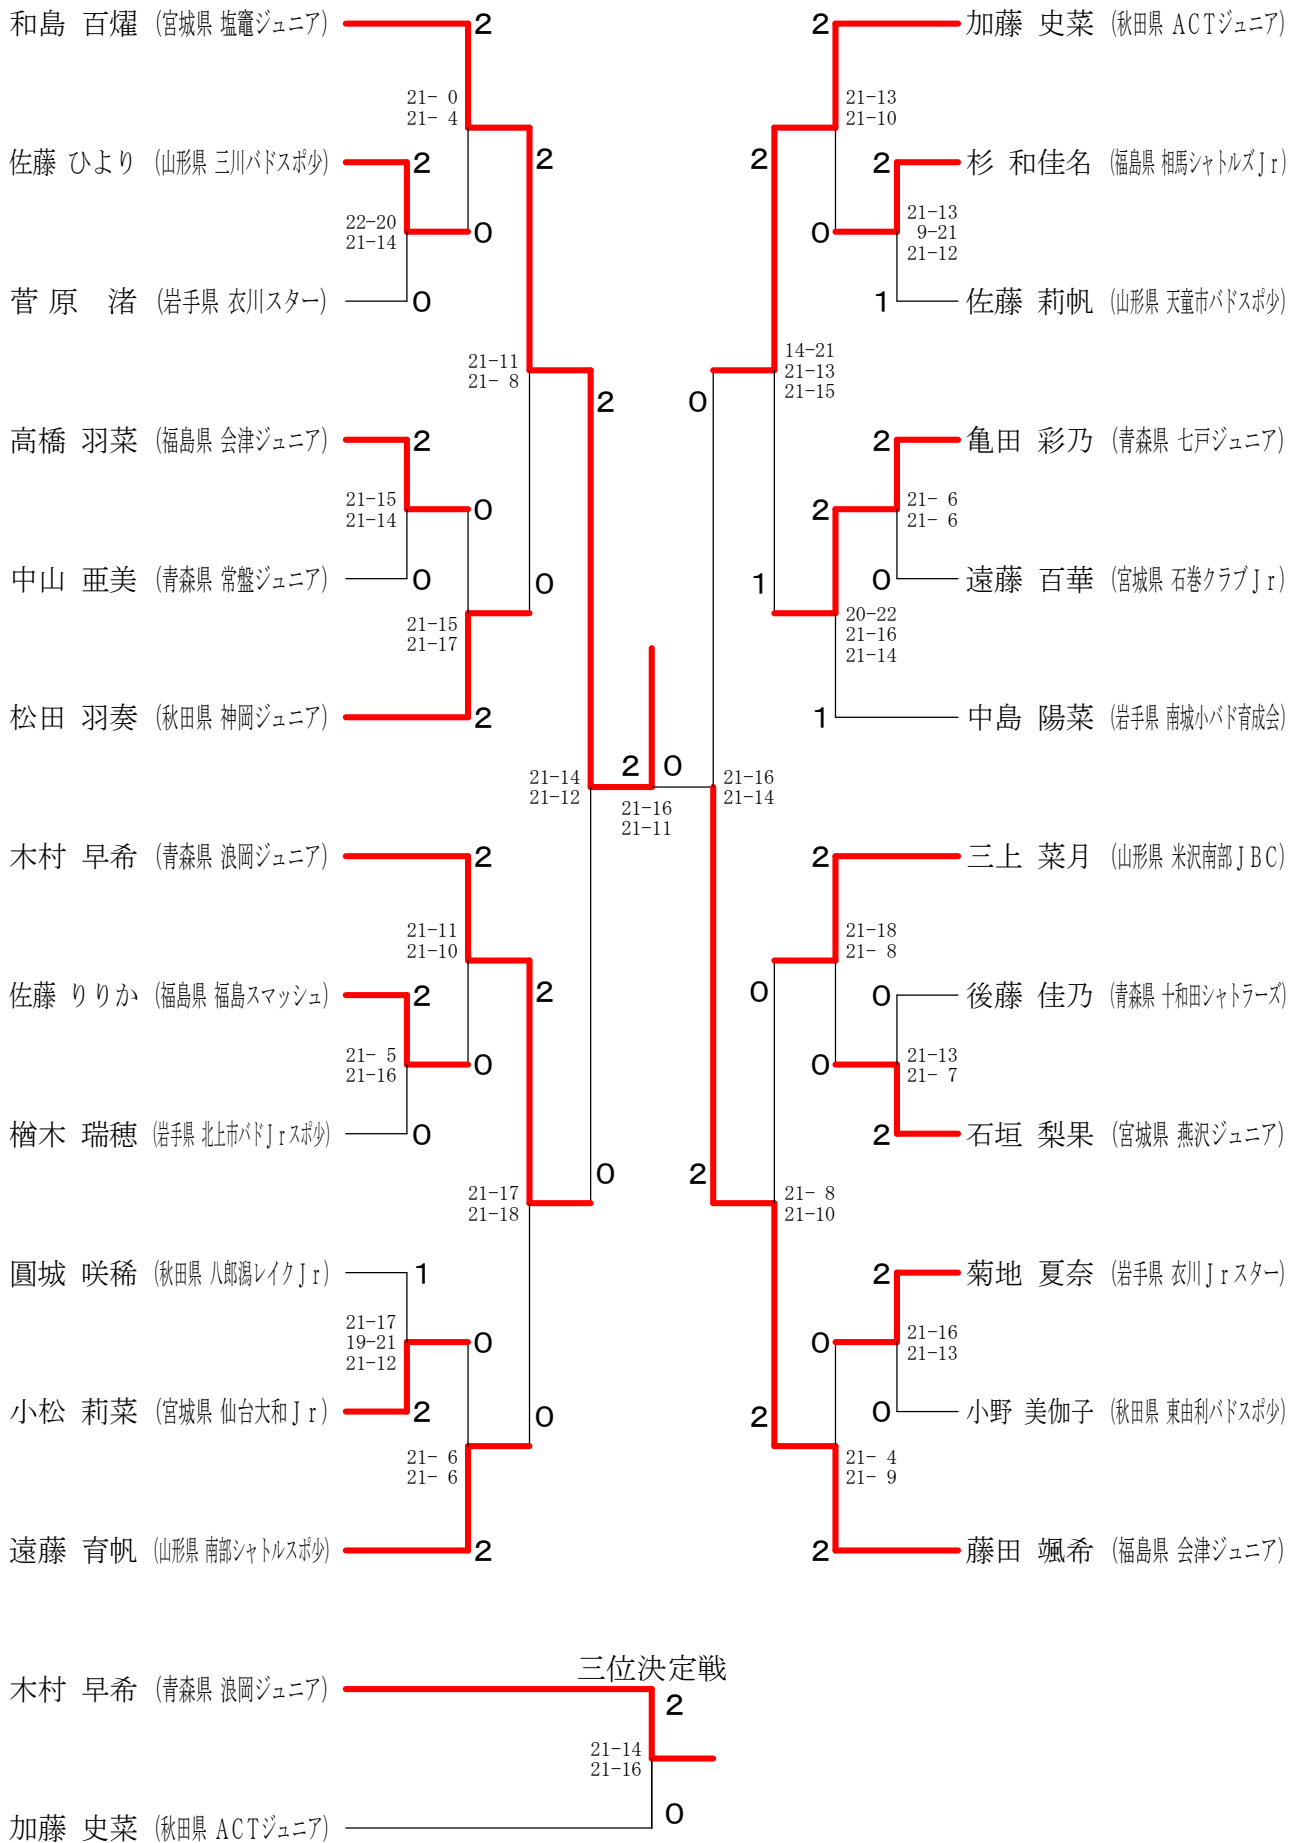 和島 百燿 (宮城県 塩竈ジュニア) 2
21- 0
21- 4
2
佐藤 ひより (山形県 三川バドスポ少) 2
22-20
21-14
0
菅原 渚 (岩手県 衣川スター) 0
21-11
21- 8
2
高橋 羽菜 (福島県 会津ジュニア) 2
21-15
21-14
0
中山 亜美 (青森県 常盤ジュニア) 0
0
21-15
21-17
松田 羽奏 (秋田県 神岡ジュニア) 2
21-14
21-12
木村 早希 (青森県 浪岡ジュニア) 2
21-11
21-10
2
佐藤 りりか (福島県 福島スマッシュ) 2
21- 5
21-16
0
楢木 瑞穂 (岩手県 北上市バドJrスポ少) 0
0
21-17
21-18
圓城 咲稀 (秋田県 八郎潟レイクJr) 1
21-17
19-21
21-12
0
小松 莉菜 (宮城県 仙台大和Jr) 2
0
21- 6
21- 6
遠藤 育帆 (山形県 南部シャトルスポ少) 2
2 0
21-16
21-11
2 加藤 史菜 (秋田県 ACTジュニア)
21-13
21-10
2
2 杉 和佳名 (福島県 相馬シャトルズJr)
21-13
9-21
21-12
0
1 佐藤 莉帆 (山形県 天童市バドスポ少)
14-21
21-13
21-15
0
2 亀田 彩乃 (青森県 七戸ジュニア)
21- 6
21- 6
2
0 遠藤 百華 (宮城県 石巻クラブJr)
1
20-22
21-16
21-14
1 中島 陽菜 (岩手県 南城小バド育成会)
21-16
21-14
2 三上 菜月 (山形県 米沢南部JBC)
21-18
21- 8
0
0 後藤 佳乃 (青森県 十和田シャトラーズ)
21-13
21- 7
0
2 石垣 梨果 (宮城県 燕沢ジュニア)
2
21- 8
21-10
2 菊地 夏奈 (岩手県 衣川Jrスター)
21-16
21-13
0
0 小野 美伽子 (秋田県 東由利バドスポ少)
2
21- 4
21- 9
2 藤田 颯希 (福島県 会津ジュニア)
三位決定戦
木村 早希 (青森県 浪岡ジュニア) 2
21-14
21-16
加藤 史菜 (秋田県 ACTジュニア) 0